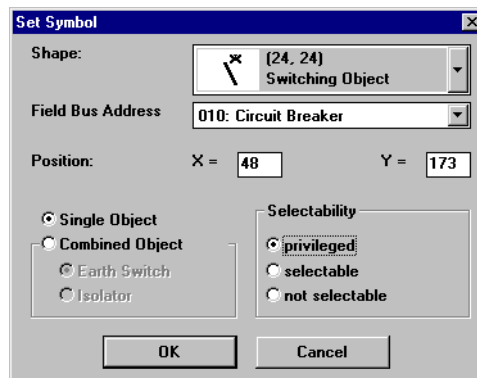 Set Symbol
Shape:
(24, 24)
Switching Object
Field Bus Address
010: Circuit Breaker
Position:
X =
48
Y =
173
Single Object
Combined Object
Earth Switch
Isolator
Selectability
privileged
selectable
not selectable
OK
Cancel